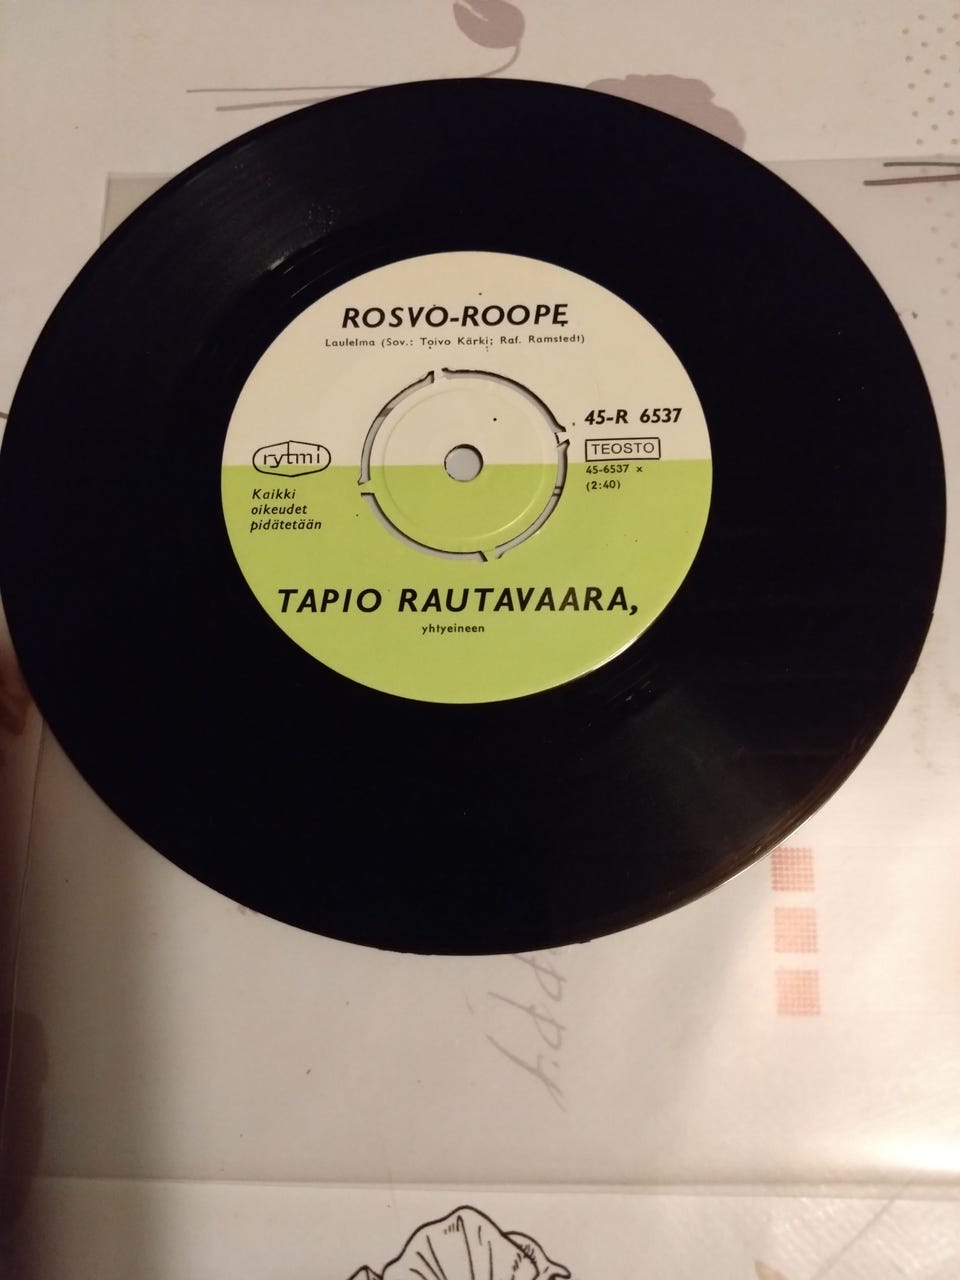 ROSVO-ROOPE
Laulelma (Sov.: Toivo Kärki; Raf. Ramstedt)
45-R 6537
TEOSTO
45-6537 x
(2:40)
rytmi
Kaikki
oikeudet
pidätetään
TAPIO RAUTAVAARA,
yhtyeineen